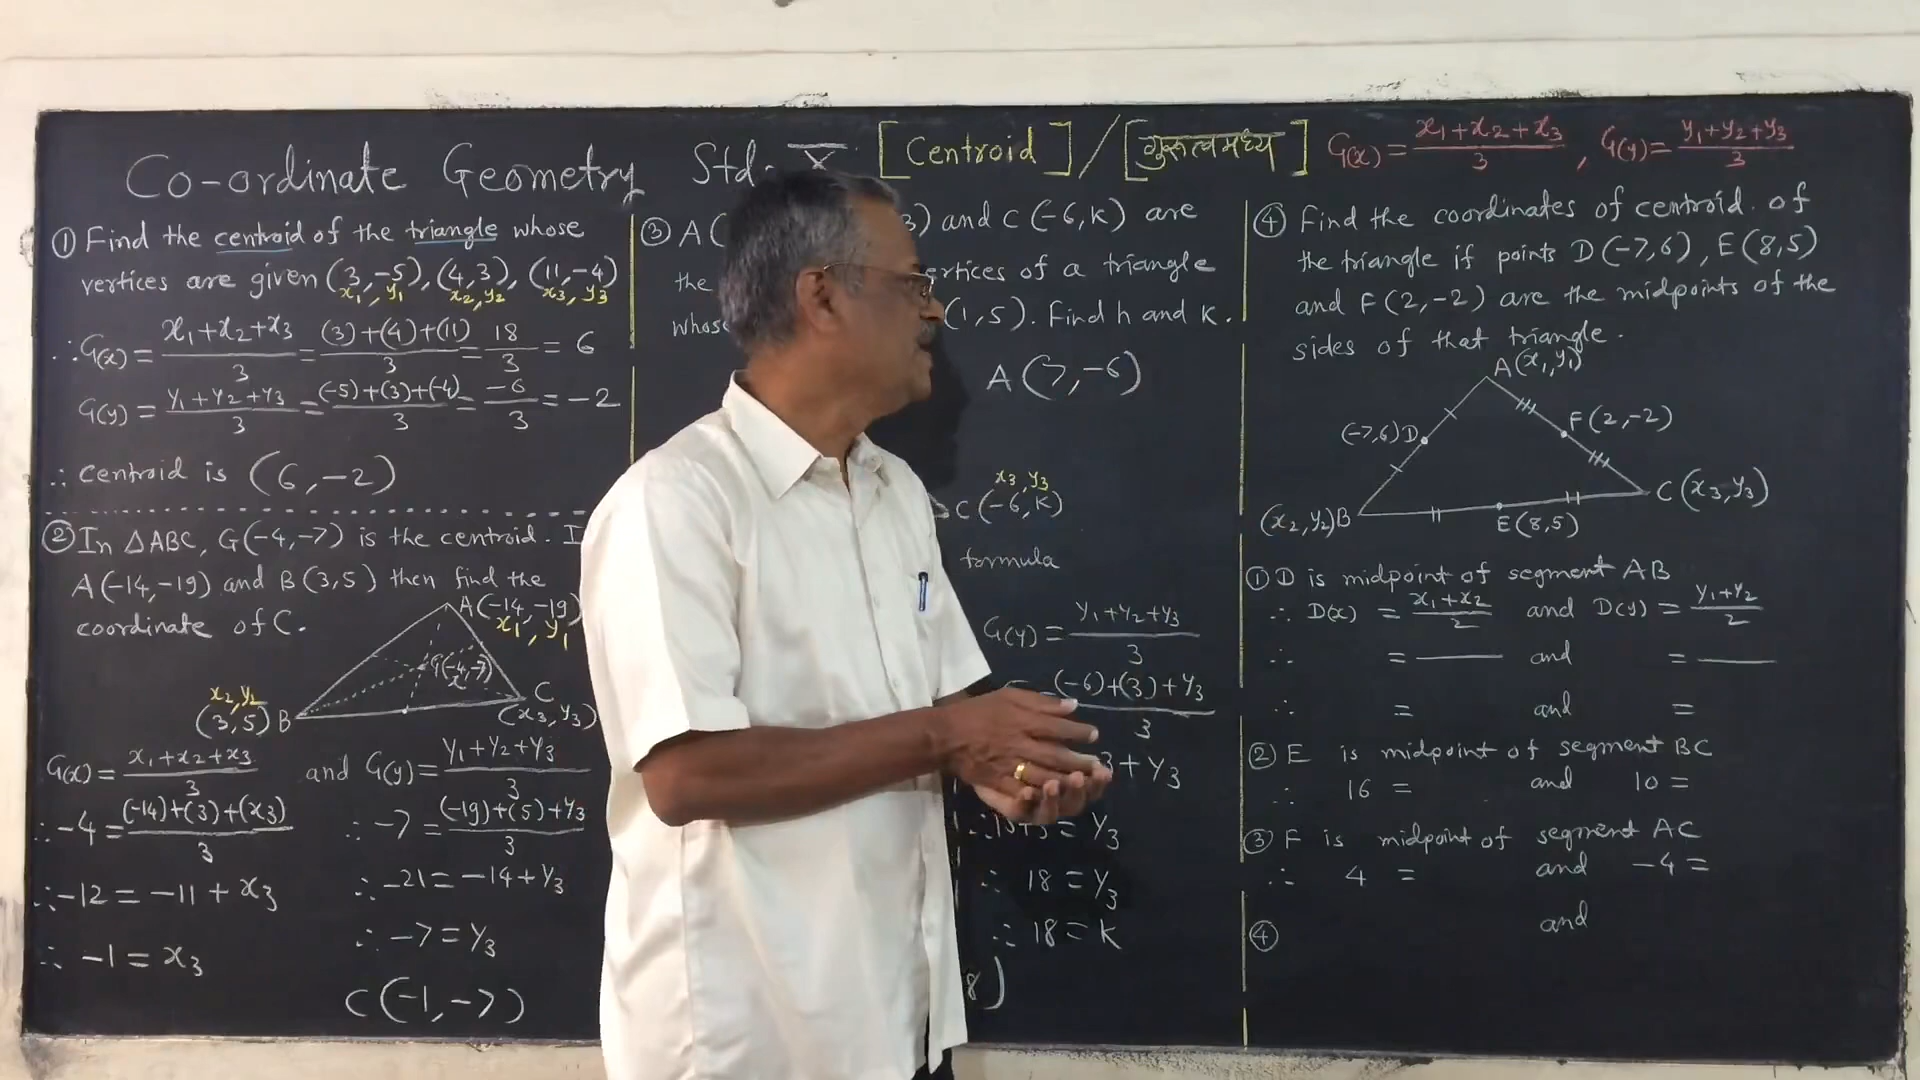 Co-ordinate Geometry Std- X [Centroid] / [गुरूत्वमध्य] G(x) = x₁+x₂+x₃ / 3 , G(y) = y₁+y₂+y₃ / 3
① Find the centroid of the triangle whose
vertices are given (3,-5), (4,3), (11,-4)
x₁, y₁ x₂, y₂ x₃, y₃
∴ G(x) = x₁+x₂+x₃ / 3 = (3)+(4)+(11) / 3 = 18 / 3 = 6
G(y) = y₁+y₂+y₃ / 3 = (-5)+(3)+(-4) / 3 = -6 / 3 = -2
∴ centroid is (6,-2)
② In △ABC, G(-4,-7) is the centroid.
A(-14,-19) and B(3,5) then find the
coordinate of C.
A(-14,-19)
x₁, y₁
G(-4,-7)
x₂, y₂
(3,5) B
C
(x₃, y₃)
G(x) = x₁+x₂+x₃ / 3 and G(y) = y₁+y₂+y₃ / 3
∴ -4 = (-14)+(3)+(x₃) / 3 ∴ -7 = (-19)+(5)+y₃ / 3
∴ -12 = -11 + x₃ ∴ -21 = -14+y₃
∴ -1 = x₃ ∴ -7 = y₃
C(-1,-7)
③ A( 3) and C(-6,k) are
the of a triangle
(1,5). Find h and k.
A(7,-6)
x₃, y₃
C(-6,k)
formula
G(y) = y₁+y₂+y₃ / 3
(-6)+(3)+y₃ / 3
3+y₃
= y₃
∴ 18 = y₃
∴ 18 = k
8)
④ Find the coordinates of centroid of
the triangle if points D(-7,6), E(8,5)
and F(2,-2) are the midpoints of the
sides of that triangle.
A(x₁,y₁)
(-7,6)D
F(2,-2)
(x₂,y₂)B
E(8,5)
C(x₃,y₃)
① D is midpoint of segment AB
∴ D(x) = x₁+x₂ / 2 and D(y) = y₁+y₂ / 2
∴ = ——— and = ———
∴ = and =
② E is midpoint of segment BC
∴ 16 = and 10 =
③ F is midpoint of segment AC
∴ 4 = and -4 =
④ and